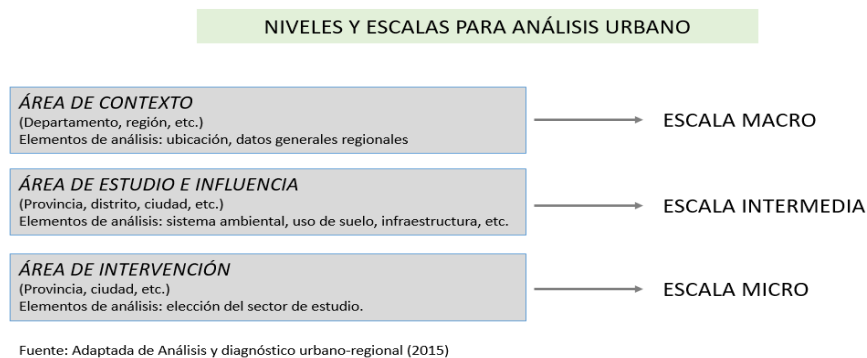 NIVELES Y ESCALAS PARA ANÁLISIS URBANO
ÁREA DE CONTEXTO
(Departamento, región, etc.)
Elementos de análisis: ubicación, datos generales regionales
ESCALA MACRO
ÁREA DE ESTUDIO E INFLUENCIA
(Provincia, distrito, ciudad, etc.)
Elementos de análisis: sistema ambiental, uso de suelo, infraestructura, etc.
ESCALA INTERMEDIA
ÁREA DE INTERVENCIÓN
(Provincia, ciudad, etc.)
Elementos de análisis: elección del sector de estudio.
ESCALA MICRO
Fuente: Adaptada de Análisis y diagnóstico urbano-regional (2015)